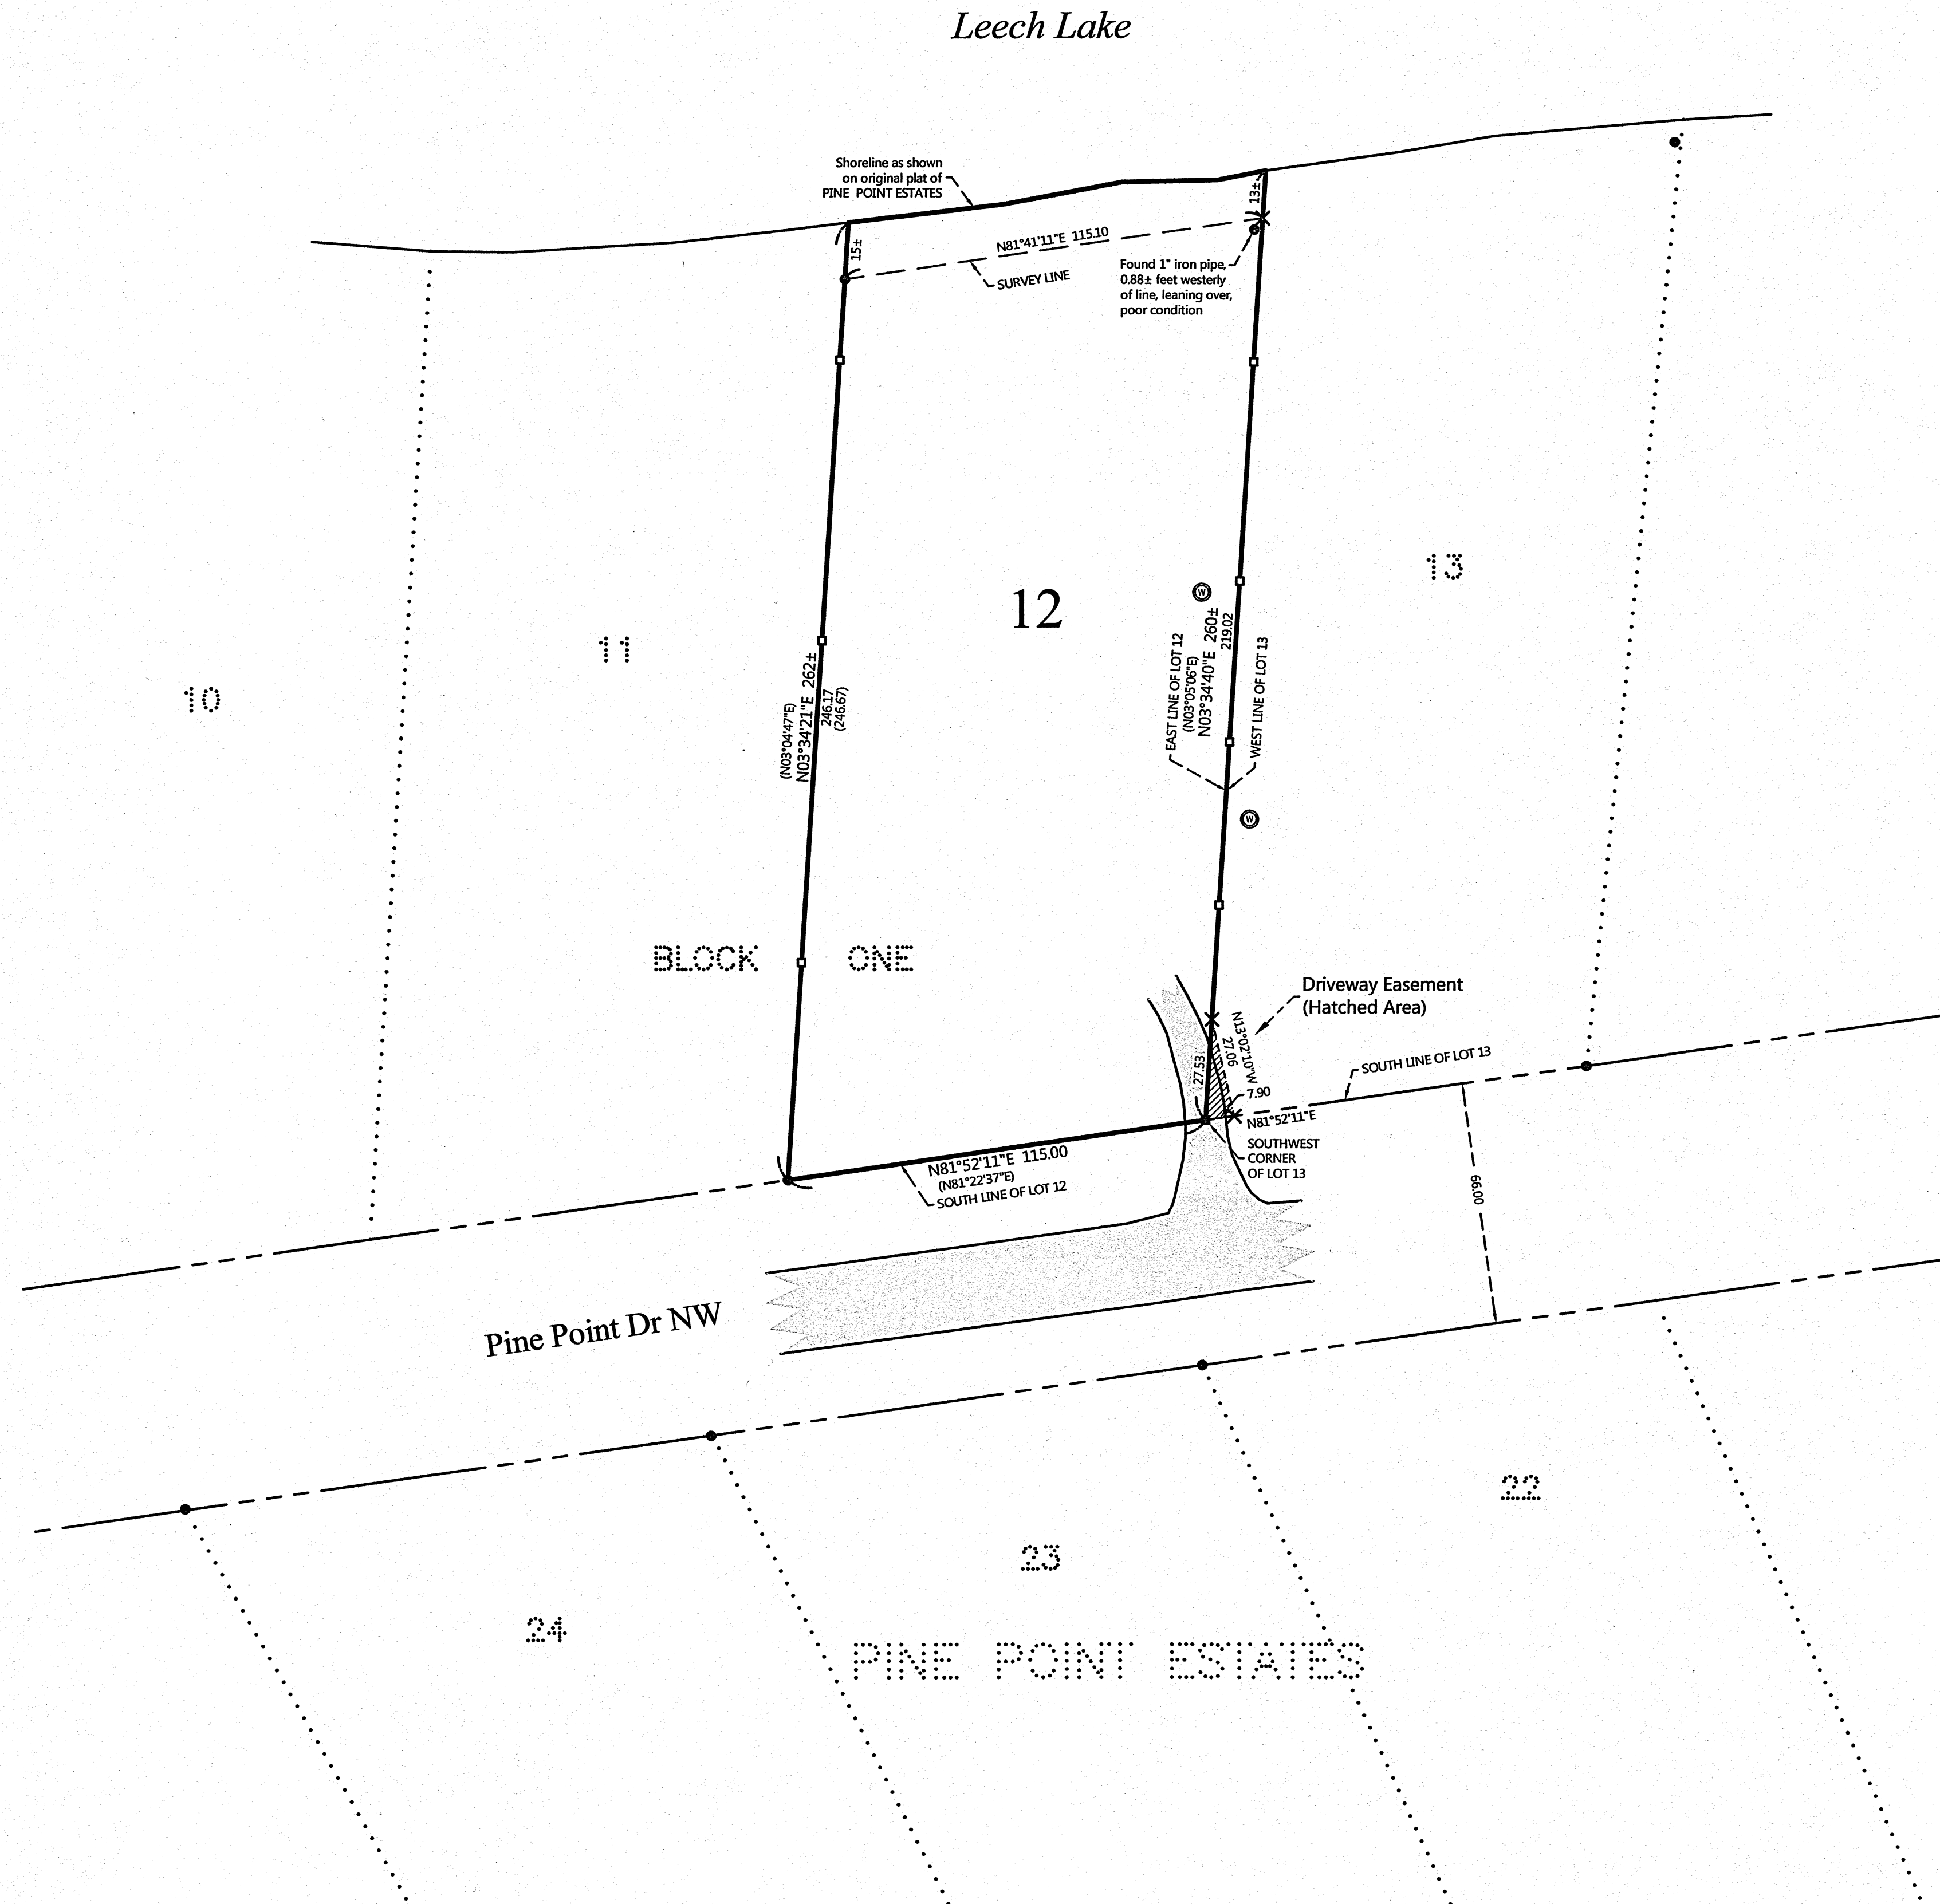 Leech Lake
Shoreline as shown
on original plat of
PINE POINT ESTATES
15±
13±
N81°41'11"E 115.10
SURVEY LINE
Found 1" iron pipe,
0.88± feet westerly
of line, leaning over,
poor condition
10
11
12
13
(N03°04'47"E)
N03°34'21"E 262±
246.17
(246.67)
W
EAST LINE OF LOT 12
(N03°05'06"E)
N03°34'40"E 260±
219.02
WEST LINE OF LOT 13
W
BLOCK ONE
Driveway Easement
(Hatched Area)
N13°02'10"W
27.06
27.53
7.90
SOUTH LINE OF LOT 13
N81°52'11"E
SOUTHWEST
CORNER
OF LOT 13
N81°52'11"E 115.00
(N81°22'37"E)
SOUTH LINE OF LOT 12
66.00
Pine Point Dr NW
22
23
24
PINE POINT ESTATES